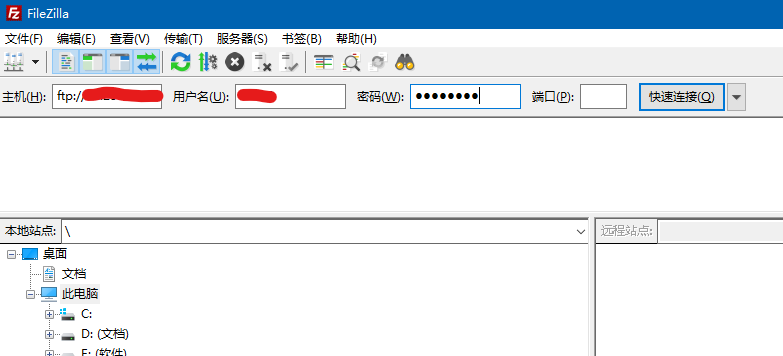 FileZilla
文件(F) 编辑(E) 查看(V) 传输(T) 服务器(S) 书签(B) 帮助(H)
主机(H): ftp:// 用户名(U): 密码(W): ●●●●●●●● 端口(P): 快速连接(Q)
本地站点: \ 远程站点:
桌面
文档
此电脑
C:
D: (文档)
E: (软件)